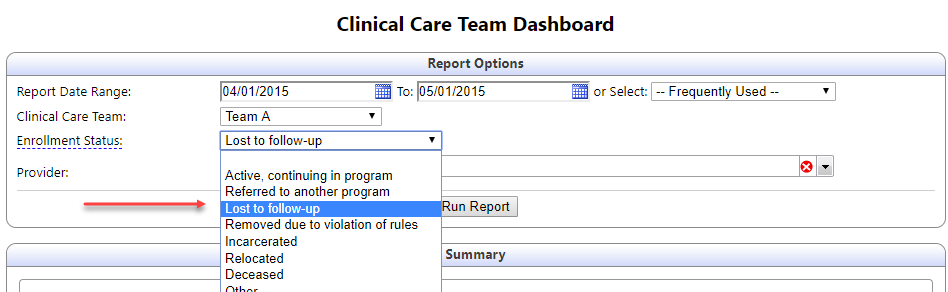 Clinical Care Team Dashboard
Report Options
Report Date Range: 04/01/2015 To: 05/01/2015 or Select: -- Frequently Used --
Clinical Care Team: Team A
Enrollment Status: Lost to follow-up
Provider:
Active, continuing in program
Referred to another program
Lost to follow-up
Run Report
Removed due to violation of rules
Incarcerated
Relocated
Summary
Deceased
Other